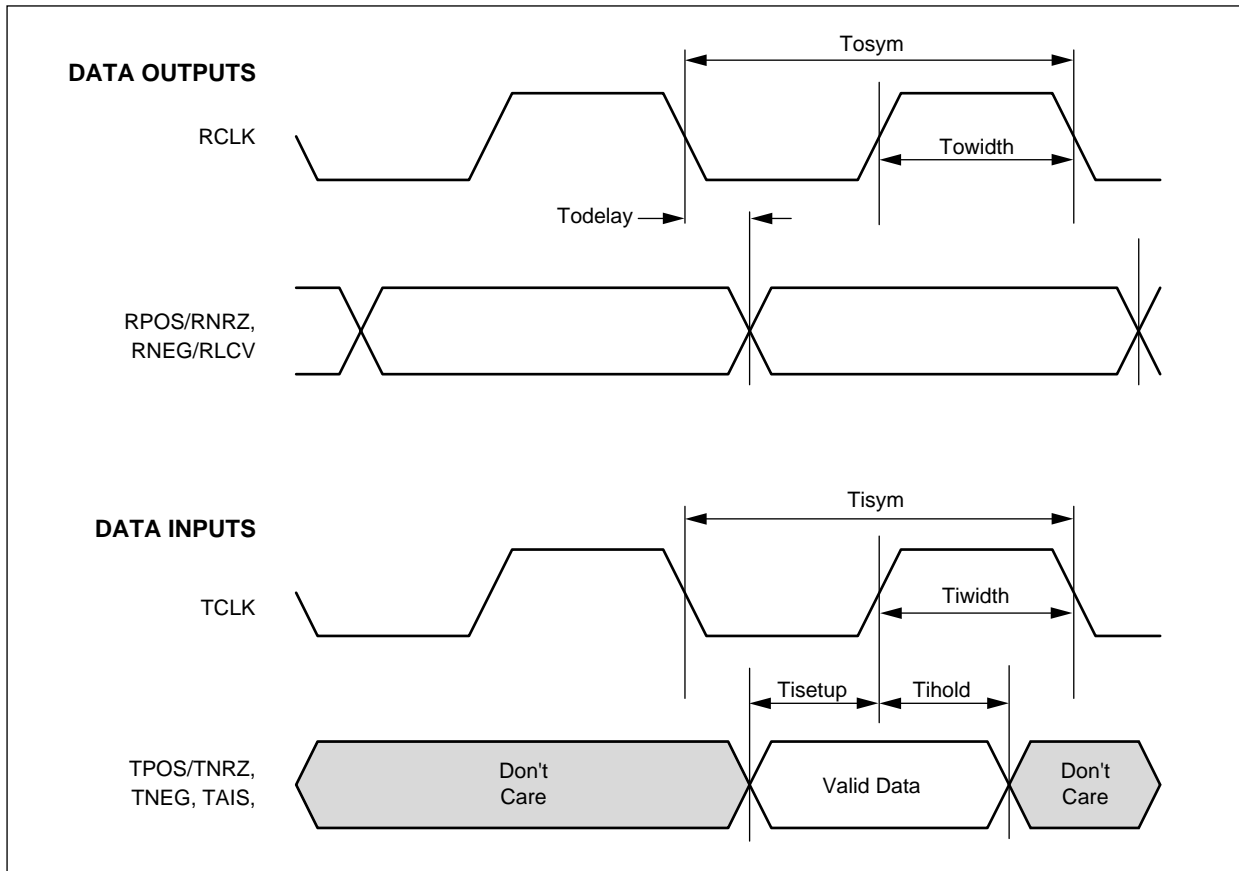 Tosym
DATA OUTPUTS
RCLK
Towidth
Todelay
RPOS/RNRZ,
RNEG/RLCV
Tisym
DATA INPUTS
TCLK
Tiwidth
Tisetup
Tihold
TPOS/TNRZ,
TNEG, TAIS,
Don't
Care
Valid Data
Don't
Care